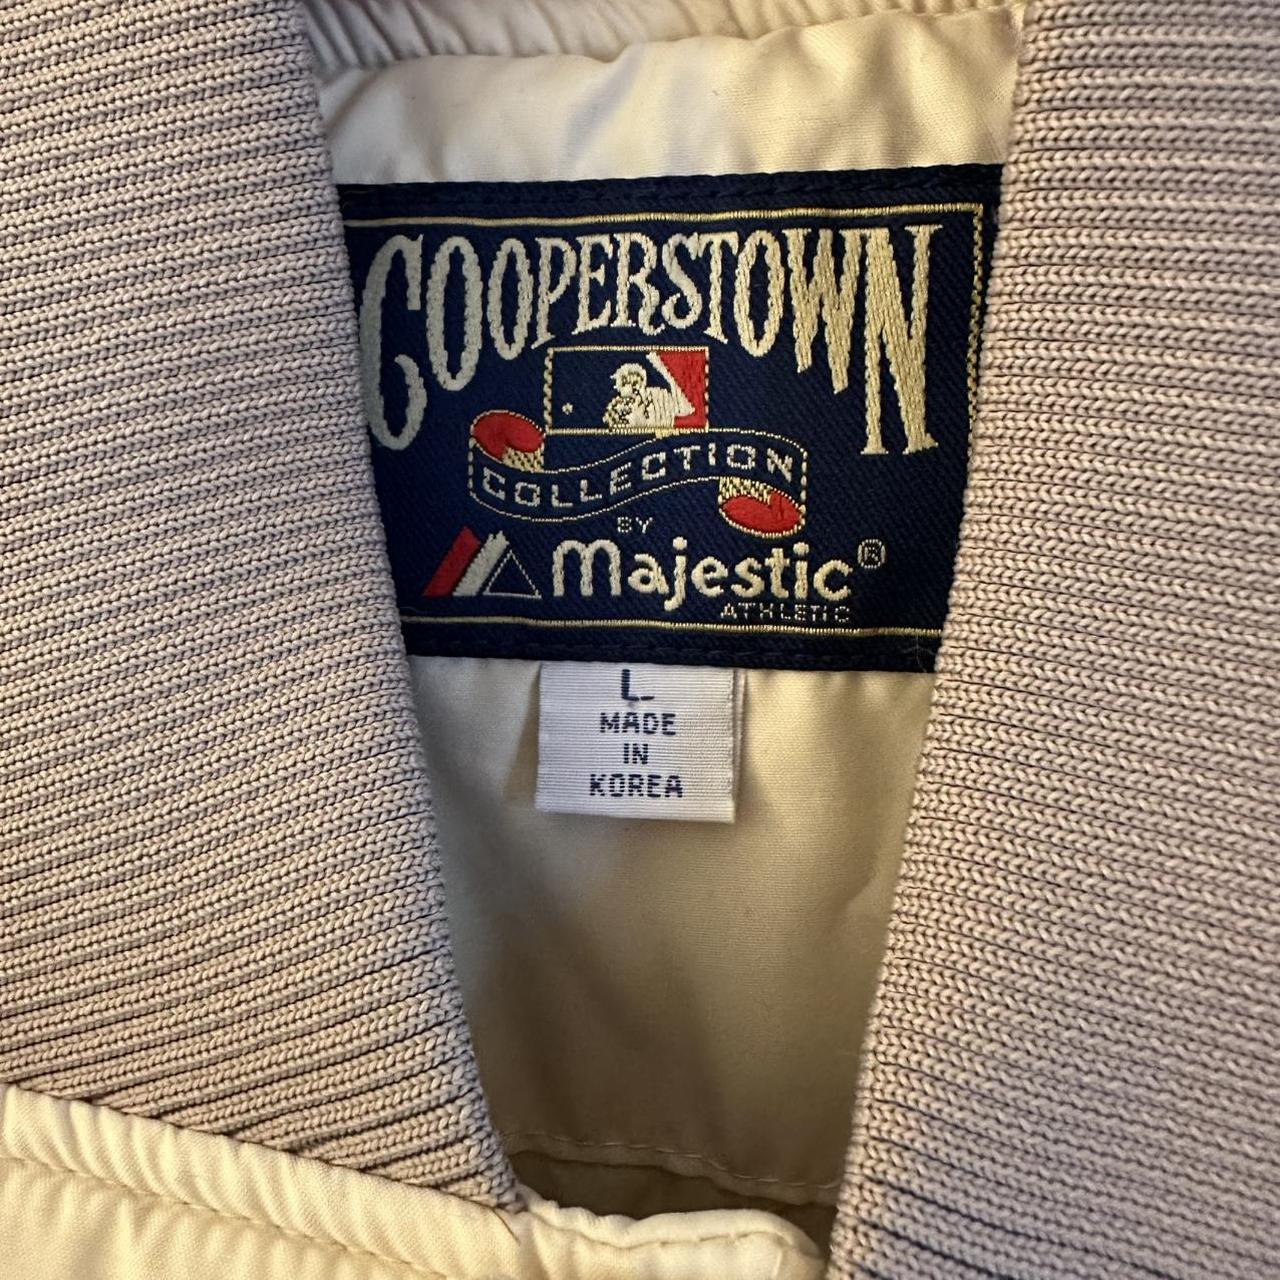 COOPERSTOWN
COLLECTION
BY
Majestic®
ATHLETIC
L
MADE
IN
KOREA